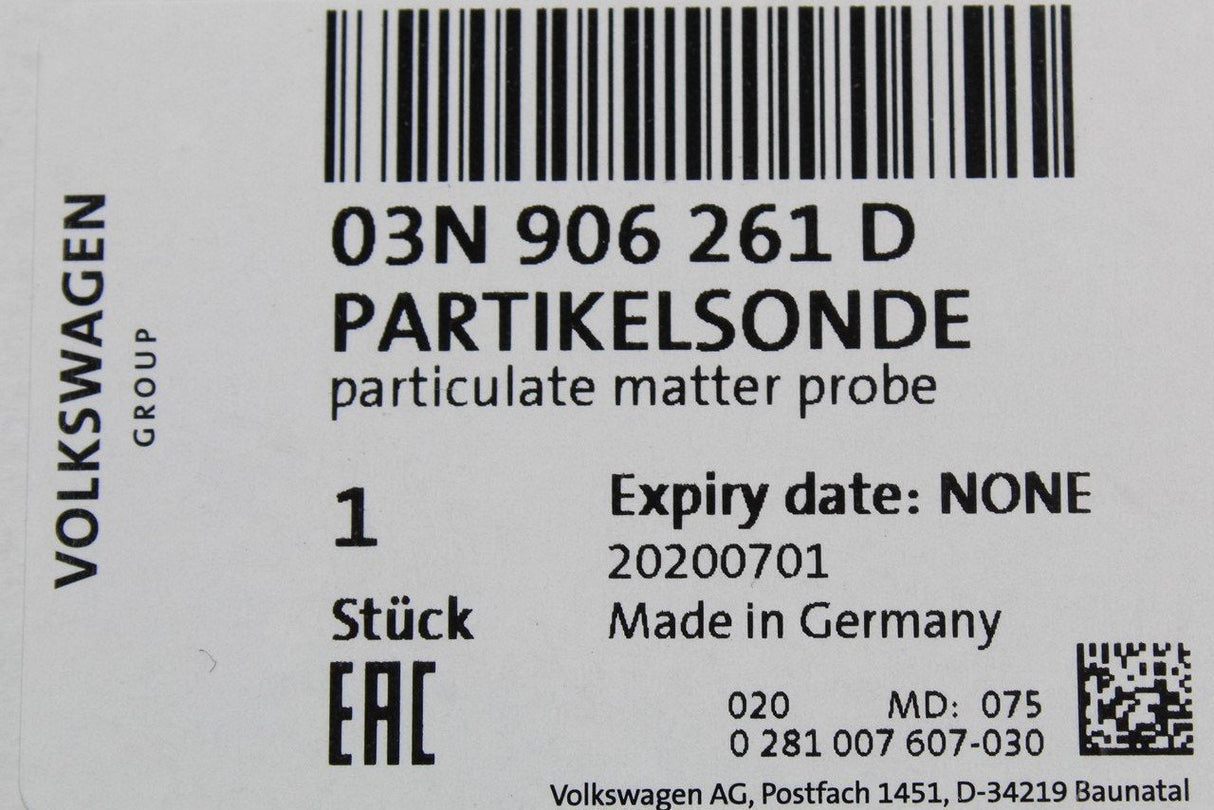 VOLKSWAGEN
GROUP
03N 906 261 D
PARTIKELSONDE
particulate matter probe
1
Expiry date: NONE
20200701
Stück
Made in Germany
EAC
020 MD: 075
0 281 007 607-030
Volkswagen AG, Postfach 1451, D-34219 Baunatal